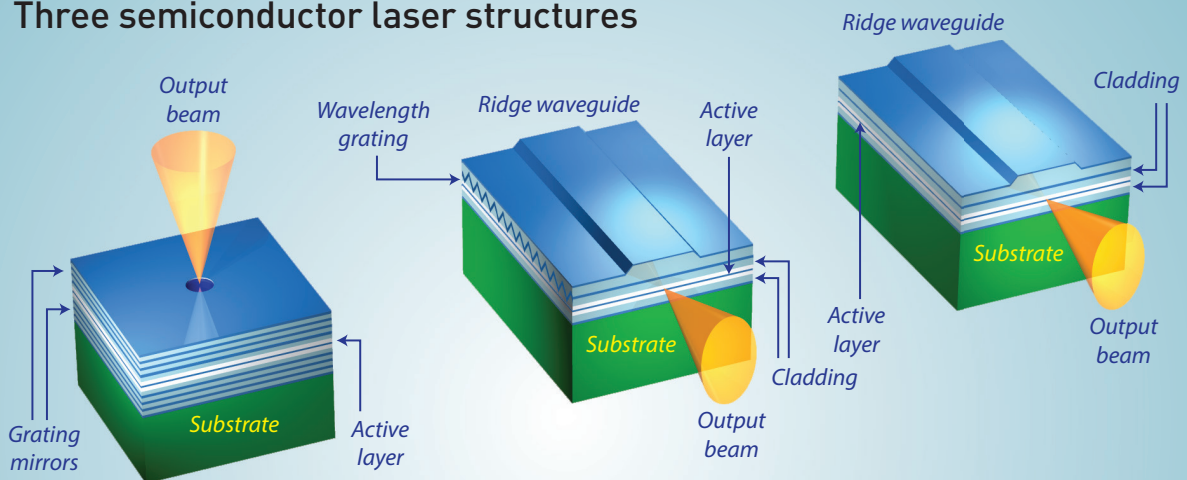 Three semiconductor laser structures
Output
beam
Grating
mirrors
Substrate
Active
layer
Wavelength
grating
Ridge waveguide
Active
layer
Substrate
Cladding
Output
beam
Ridge waveguide
Cladding
Active
layer
Substrate
Output
beam